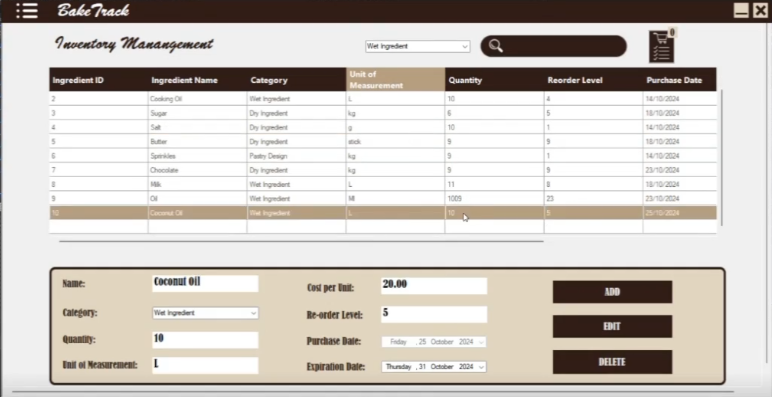 BakeTrack
Inventory Manangement
Wet Ingredient
0
Ingredient ID Ingredient Name Category Unit of Measurement Quantity Reorder Level Purchase Date
2 Cooking Oil Wet Ingredient L 10 4 14/10/2024
3 Sugar Dry Ingredient kg 6 5 18/10/2024
4 Salt Dry Ingredient g 10 1 14/10/2024
5 Butter Dry Ingredient stick 9 9 18/10/2024
6 Sprinkles Pastry Design kg 9 1 14/10/2024
7 Chocolate Dry Ingredient kg 9 9 23/10/2024
8 Milk Wet Ingredient L 11 8 18/10/2024
9 Oil Wet Ingredient Ml 1009 23 23/10/2024
10 Coconut Oil Wet Ingredient L 10 5 25/10/2024
Name: Coconut Oil
Category: Wet Ingredient
Quantity: 10
Unit of Measurement: L
Cost per Unit: 20.00
Re-order Level: 5
Purchase Date: Friday , 25 October 2024
Expiration Date: Thursday , 31 October 2024
ADD
EDIT
DELETE